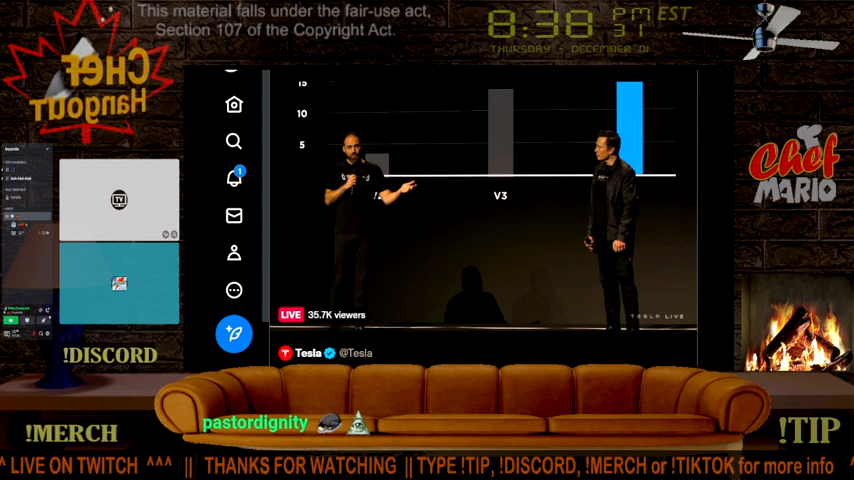 This material falls under the fair-use act,
Section 107 of the Copyright Act.
8:38 PM EST
31
THURSDAY - DECEMBER 01
Chef
Hangout
Chef
MARIO
15
10
5
V3
1
LIVE 35.7K viewers
TESLA LIVE
Tesla @Tesla
TV
!DISCORD
pastordignity
!MERCH
!TIP
^ LIVE ON TWITCH ^^^ || THANKS FOR WATCHING || TYPE !TIP, !DISCORD, !MERCH or !TIKTOK for more info ^